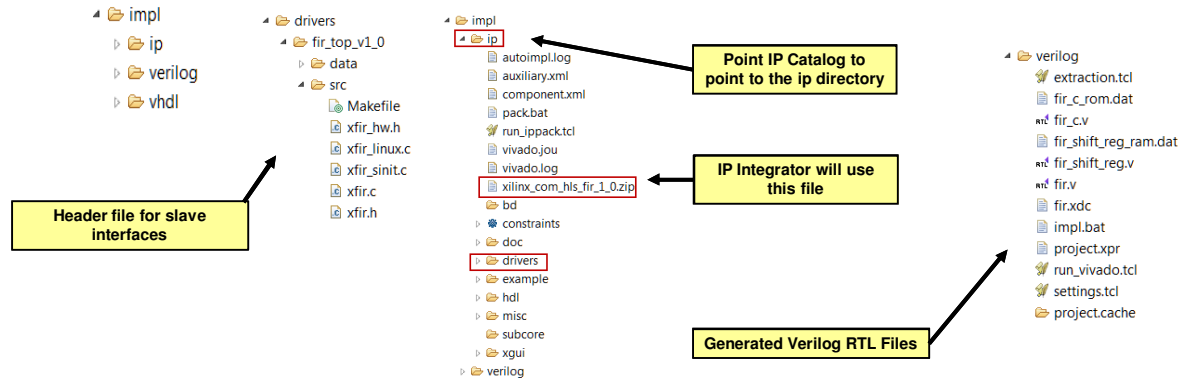 impl
ip
verilog
vhdl
drivers
fir_top_v1_0
data
src
Makefile
xfir_hw.h
xfir_linux.c
xfir_sinit.c
xfir.c
xfir.h
Header file for slave
interfaces
impl
ip
autoimpl.log
auxiliary.xml
component.xml
pack.bat
run_ippack.tcl
vivado.jou
vivado.log
xilinx_com_hls_fir_1_0.zip
bd
constraints
doc
drivers
example
hdl
misc
subcore
xgui
verilog
Point IP Catalog to
point to the ip directory
IP Integrator will use
this file
Generated Verilog RTL Files
verilog
extraction.tcl
fir_c_rom.dat
RTL fir_c.v
fir_shift_reg_ram.dat
RTL fir_shift_reg.v
RTL fir.v
fir.xdc
impl.bat
project.xpr
run_vivado.tcl
settings.tcl
project.cache